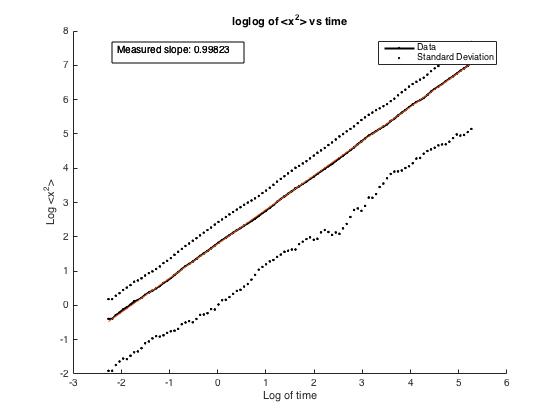 loglog of <x²> vs time
Measured slope: 0.99823
Data
Standard Deviation
8
7
6
5
4
3
2
1
0
-1
-2
Log <x²>
-3 -2 -1 0 1 2 3 4 5 6
Log of time